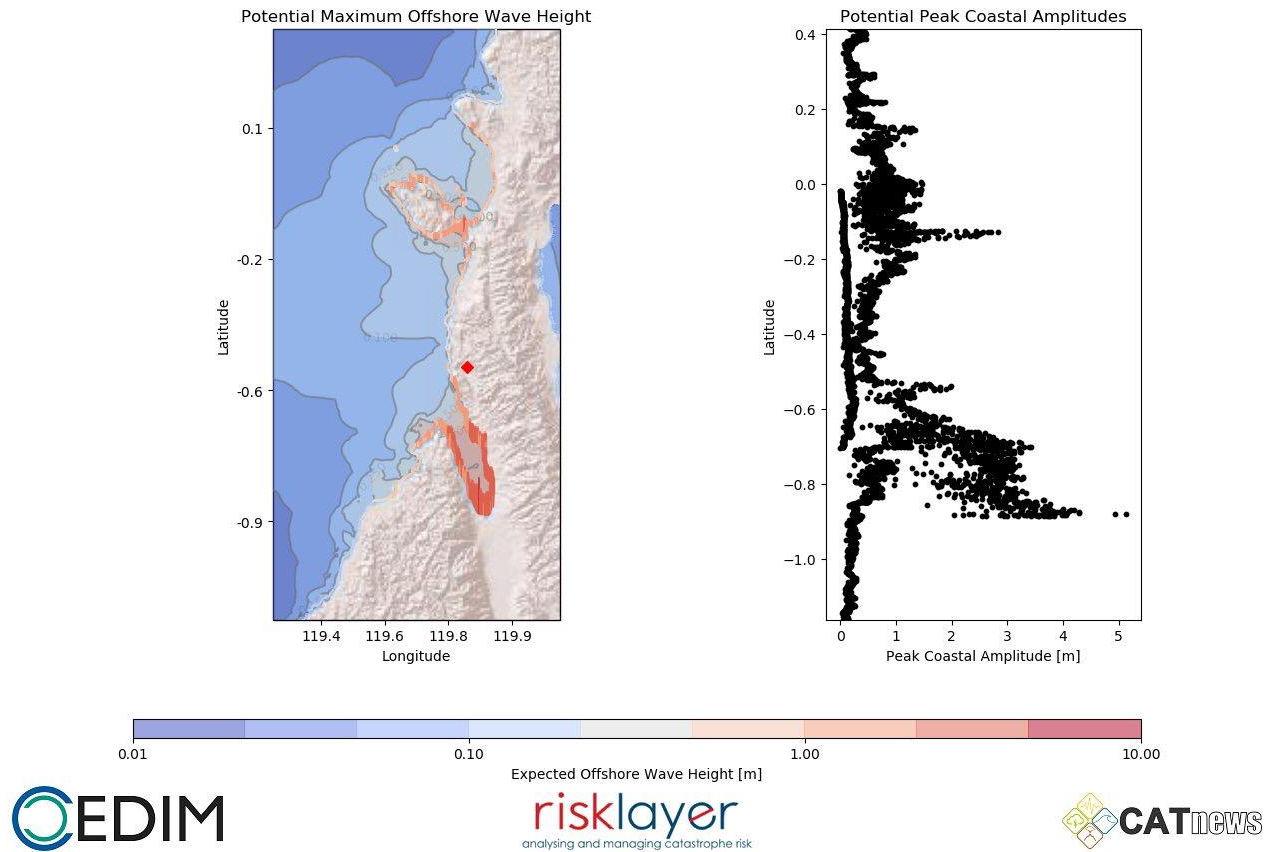 Potential Maximum Offshore Wave Height
0.1
-0.2
-0.6
-0.9
Latitude
0.100
119.4 119.6 119.8 119.9
Longitude
Potential Peak Coastal Amplitudes
0.4
0.2
0.0
−0.2
−0.4
−0.6
−0.8
−1.0
Latitude
0 1 2 3 4 5
Peak Coastal Amplitude [m]
0.01 0.10 1.00 10.00
Expected Offshore Wave Height [m]
CEDIM
risklayer
analysing and managing catastrophe risk
CATnews